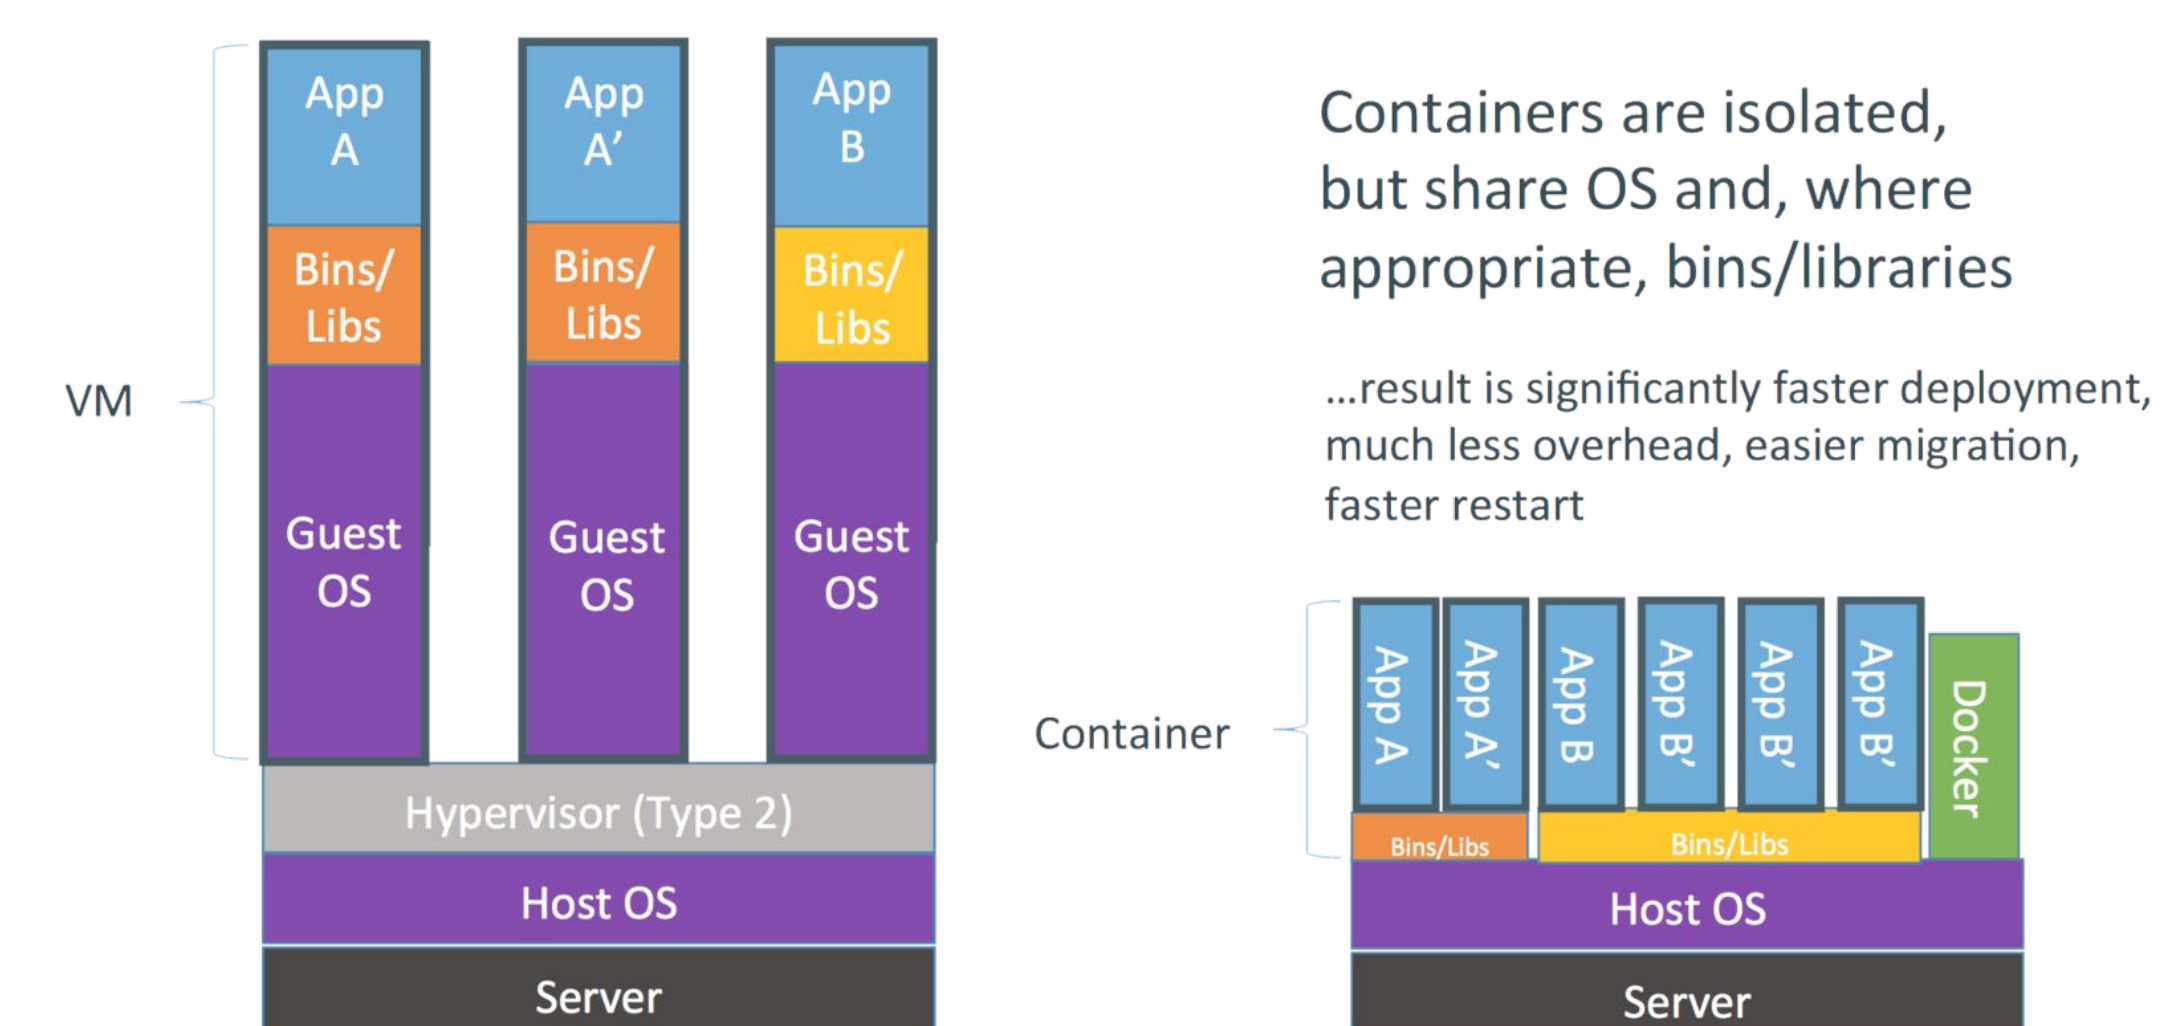 App
A
App
A’
App
B
Bins/
Libs
Bins/
Libs
Bins/
Libs
VM
Guest
OS
Guest
OS
Guest
OS
Hypervisor (Type 2)
Host OS
Server
Containers are isolated,
but share OS and, where
appropriate, bins/libraries
...result is significantly faster deployment,
much less overhead, easier migration,
faster restart
Container
App A
App A’
App B
App B’
App B’
App B’
Docker
Bins/Libs
Bins/Libs
Host OS
Server